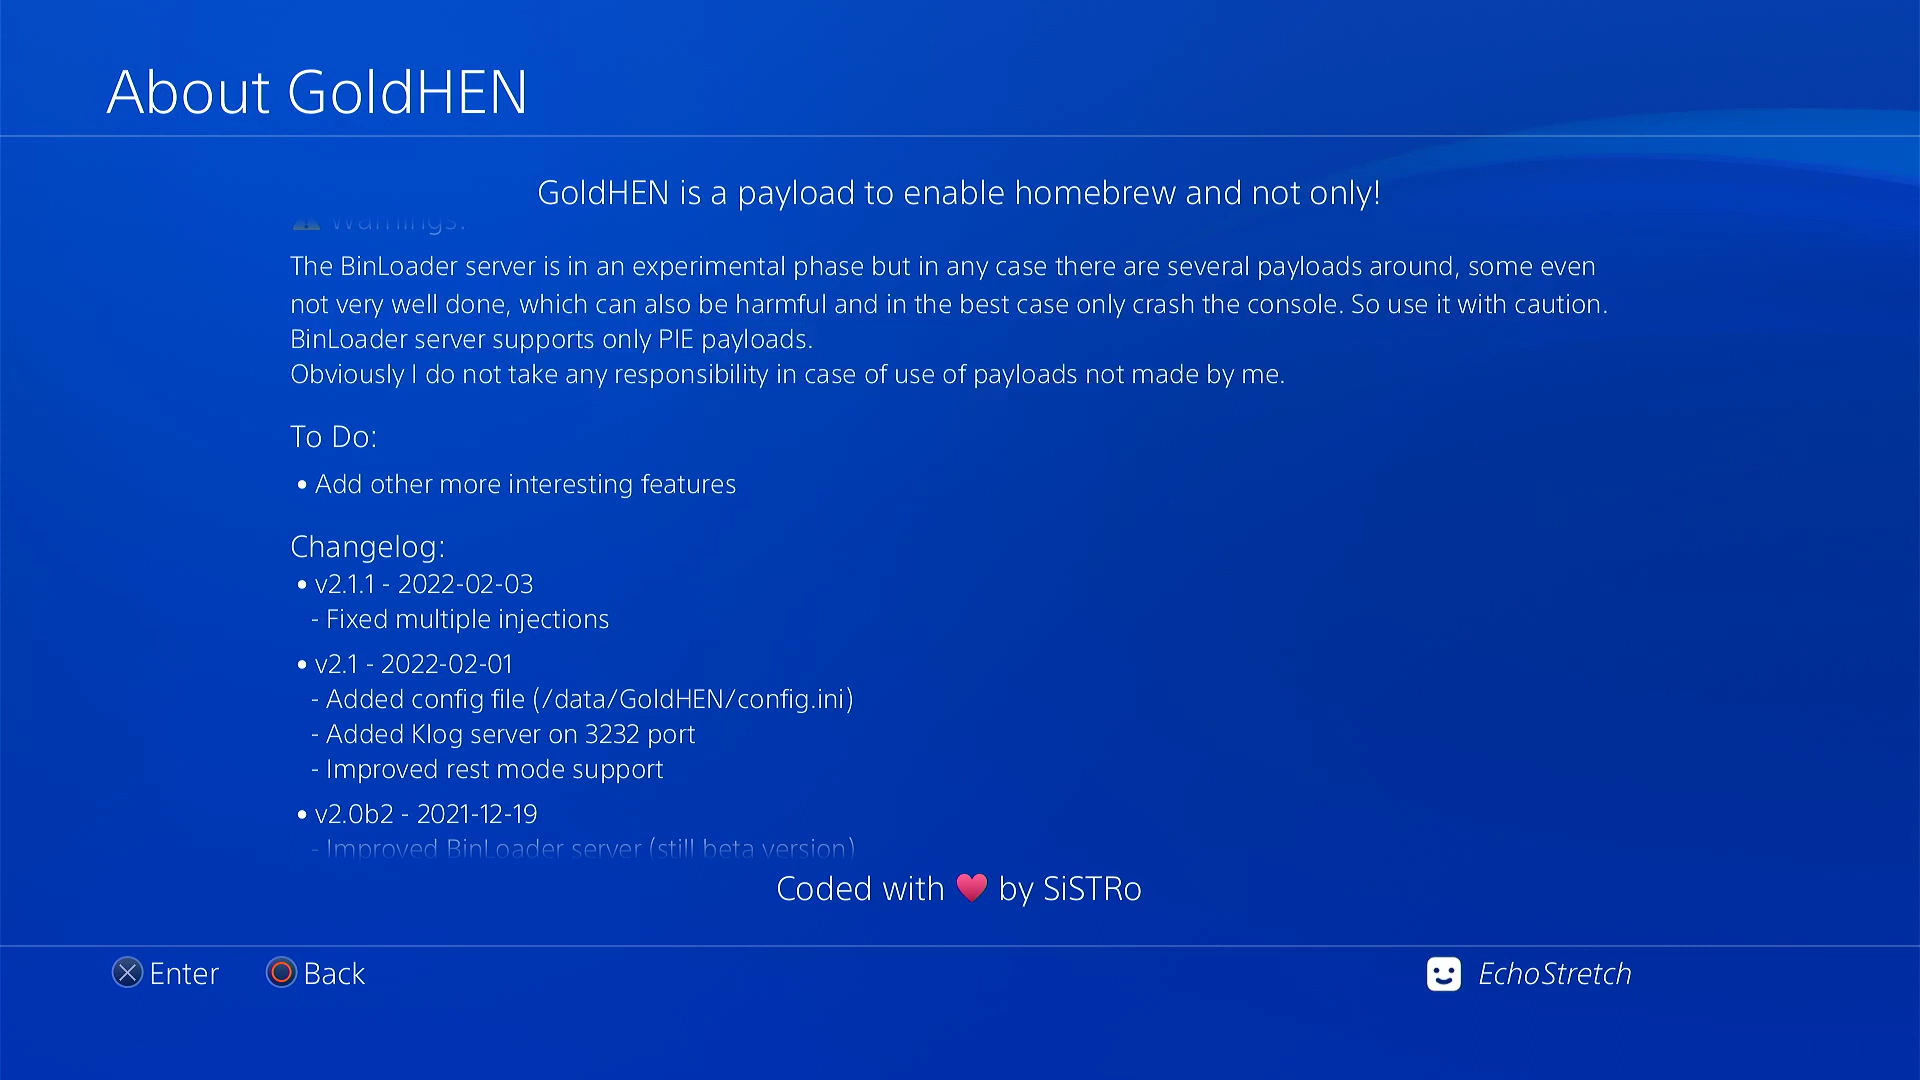 About GoldHEN
GoldHEN is a payload to enable homebrew and not only!
⚠ Warnings:
The BinLoader server is in an experimental phase but in any case there are several payloads around, some even
not very well done, which can also be harmful and in the best case only crash the console. So use it with caution.
BinLoader server supports only PIE payloads.
Obviously I do not take any responsibility in case of use of payloads not made by me.
To Do:
• Add other more interesting features
Changelog:
• v2.1.1 - 2022-02-03
- Fixed multiple injections
• v2.1 - 2022-02-01
- Added config file (/data/GoldHEN/config.ini)
- Added Klog server on 3232 port
- Improved rest mode support
• v2.0b2 - 2021-12-19
- Improved BinLoader server (still beta version)
Coded with ♥ by SiSTRo
Enter Back EchoStretch